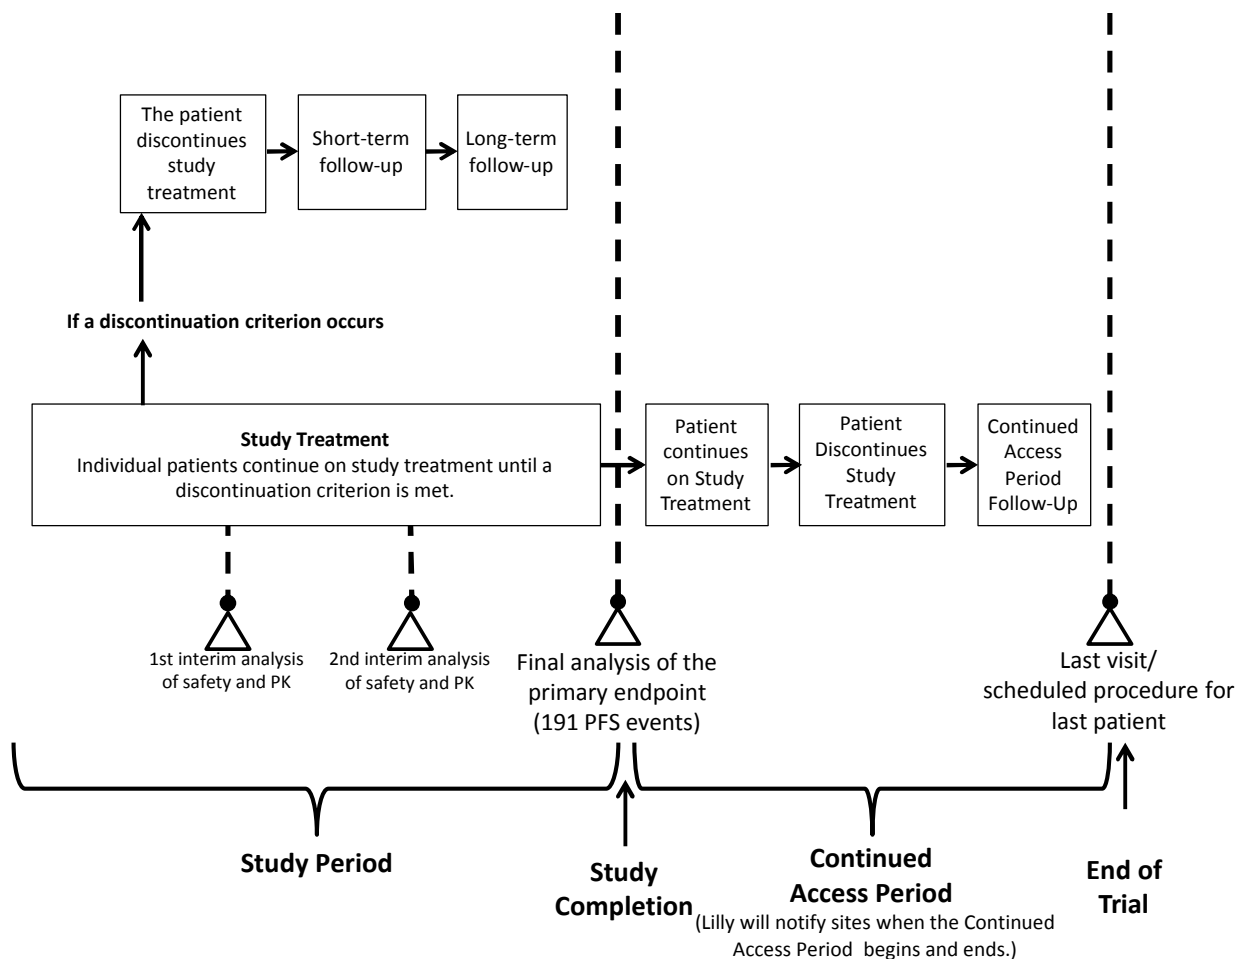 The patient
discontinues
study
treatment
Short-term
follow-up
Long-term
follow-up
If a discontinuation criterion occurs
Study Treatment
Individual patients continue on study treatment until a
discontinuation criterion is met.
Patient
continues
on Study
Treatment
Patient
Discontinues
Study
Treatment
Continued
Access
Period
Follow-Up
1st interim analysis
of safety and PK
2nd interim analysis
of safety and PK
Final analysis of the
primary endpoint
(191 PFS events)
Last visit/
scheduled procedure for
last patient
Study Period
Study
Completion
Continued
Access Period
(Lilly will notify sites when the Continued
Access Period begins and ends.)
End of
Trial